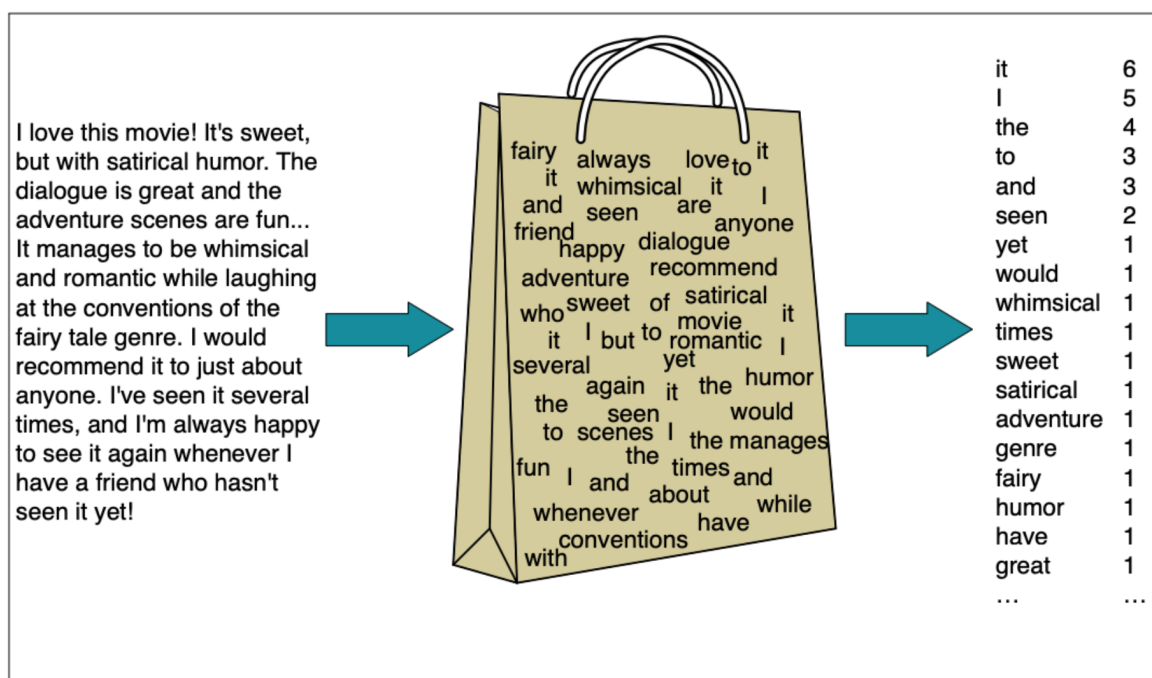 I love this movie! It's sweet,
but with satirical humor. The
dialogue is great and the
adventure scenes are fun...
It manages to be whimsical
and romantic while laughing
at the conventions of the
fairy tale genre. I would
recommend it to just about
anyone. I've seen it several
times, and I'm always happy
to see it again whenever I
have a friend who hasn't
seen it yet!
fairy always love to it
it whimsical it I
and seen are anyone
friend happy dialogue
adventure recommend
who sweet of satirical it
it I but to movie romantic I
several yet
again it the humor
the seen would
to scenes I the manages
the
fun I and times and
about
whenever have while
conventions
with
it 6
I 5
the 4
to 3
and 3
seen 2
yet 1
would 1
whimsical 1
times 1
sweet 1
satirical 1
adventure 1
genre 1
fairy 1
humor 1
have 1
great 1
… …